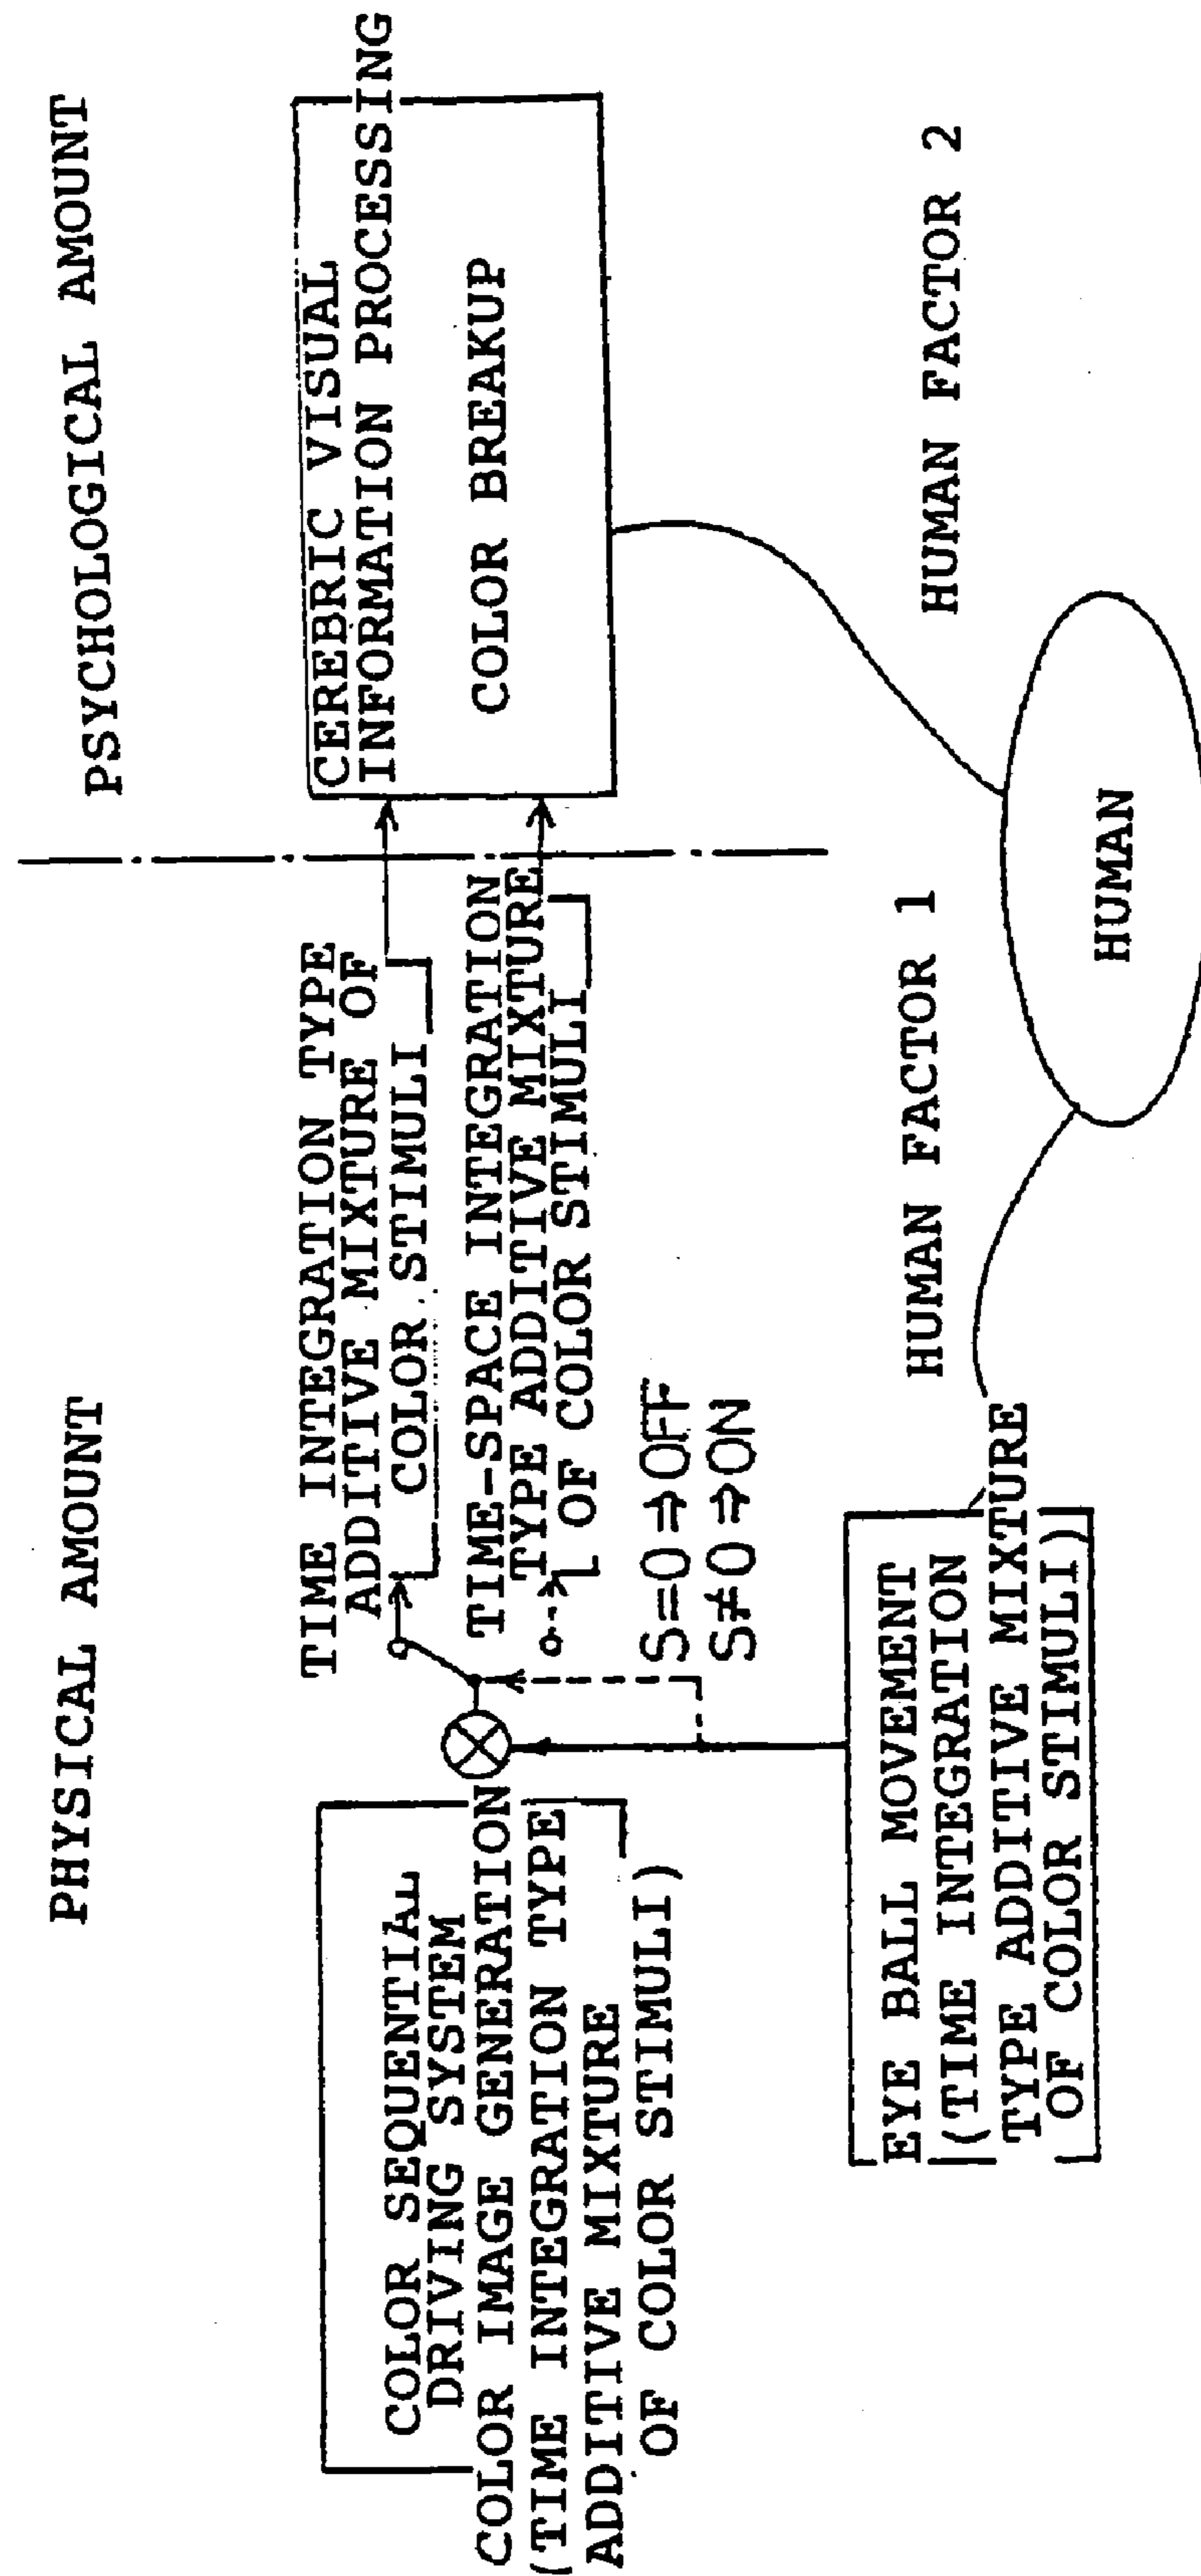 PHYSICAL AMOUNT
PSYCHOLOGICAL AMOUNT
COLOR SEQUENTIAL
DRIVING SYSTEM
COLOR IMAGE GENERATION
(TIME INTEGRATION TYPE
ADDITIVE MIXTURE
OF COLOR STIMULI)
TIME INTEGRATION TYPE
ADDITIVE MIXTURE OF
COLOR STIMULI
TIME-SPACE INTEGRATION
TYPE ADDITIVE MIXTURE
OF COLOR STIMULI
S=0⇒OFF
S≠0⇒ON
CEREBRIC VISUAL
INFORMATION PROCESSING
COLOR BREAKUP
EYE BALL MOVEMENT
(TIME INTEGRATION
TYPE ADDITIVE MIXTURE
OF COLOR STIMULI)
HUMAN FACTOR 1
HUMAN FACTOR 2
HUMAN